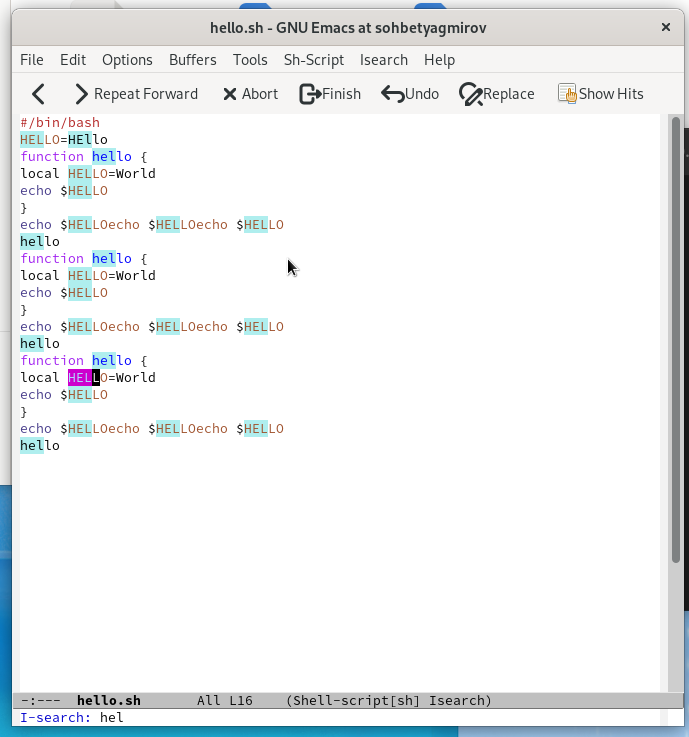 hello.sh - GNU Emacs at sohbetyagmirov
File Edit Options Buffers Tools Sh-Script Isearch Help
Repeat Forward Abort Finish Undo Replace Show Hits
#/bin/bash
HELLO=HEllo
function hello {
local HELLO=World
echo $HELLO
}
echo $HELLOecho $HELLOecho $HELLO
hello
function hello {
local HELLO=World
echo $HELLO
}
echo $HELLOecho $HELLOecho $HELLO
hello
function hello {
local HELLO=World
echo $HELLO
}
echo $HELLOecho $HELLOecho $HELLO
hello
-:--- hello.sh All L16 (Shell-script[sh] Isearch)
I-search: hel